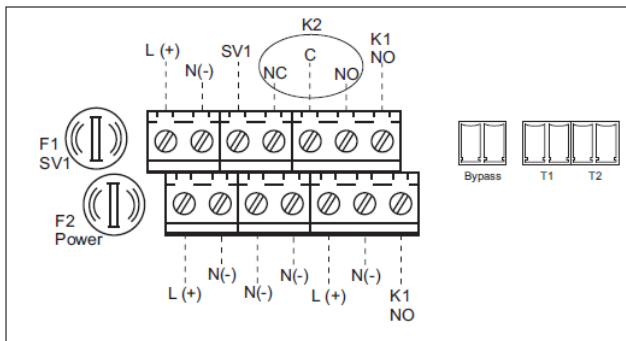 K2
L (+)
N(-)
SV1
NC
C
NO
K1
NO
F1
SV1
F2
Power
Bypass
T1
T2
L (+)
N(-)
N(-)
N(-)
L (+)
N(-)
K1
NO